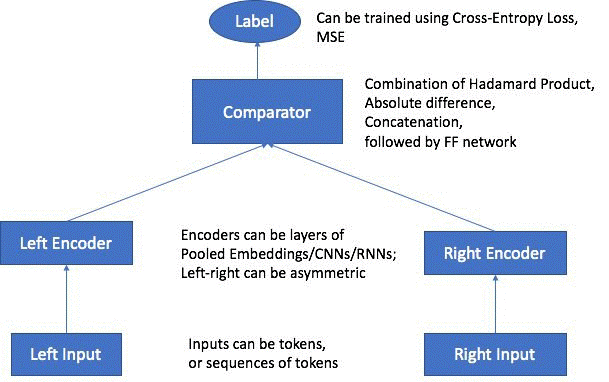 Label
Can be trained using Cross-Entropy Loss,
MSE
Comparator
Combination of Hadamard Product,
Absolute difference,
Concatenation,
followed by FF network
Left Encoder
Encoders can be layers of
Pooled Embeddings/CNNs/RNNs;
Left-right can be asymmetric
Right Encoder
Left Input
Inputs can be tokens,
or sequences of tokens
Right Input